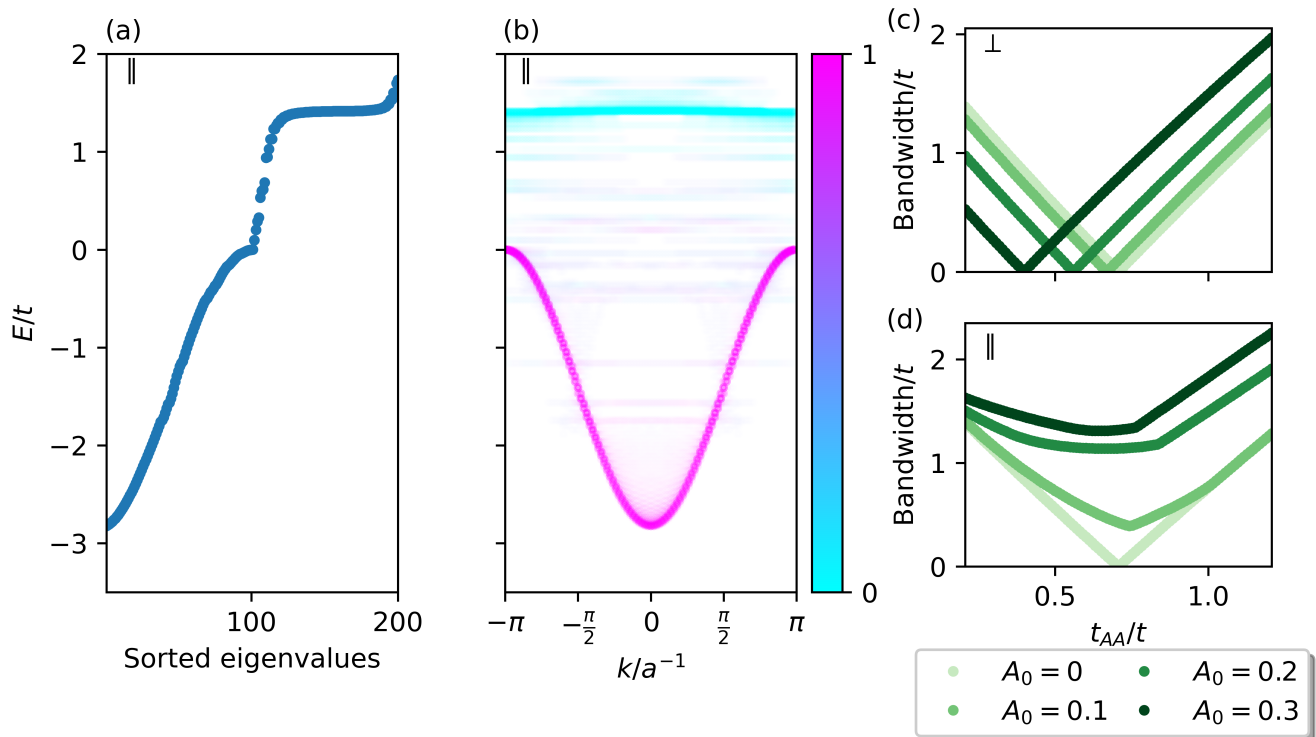 (a)
∥
2
1
0
−1
−2
−3
E/t
100
200
Sorted eigenvalues
(b)
∥
−π
−π/2
0
π/2
π
k/a⁻¹
1
0
(c)
⊥
2
1
0
Bandwidth/t
(d)
∥
2
1
0
Bandwidth/t
0.5
1.0
t_AA/t
A₀ = 0
A₀ = 0.2
A₀ = 0.1
A₀ = 0.3